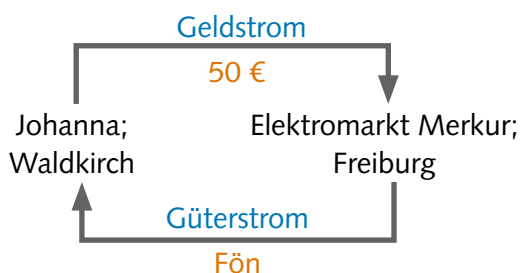 Geldstrom
50 €
Johanna;
Waldkirch
Elektromarkt Merkur;
Freiburg
Güterstrom
Fön